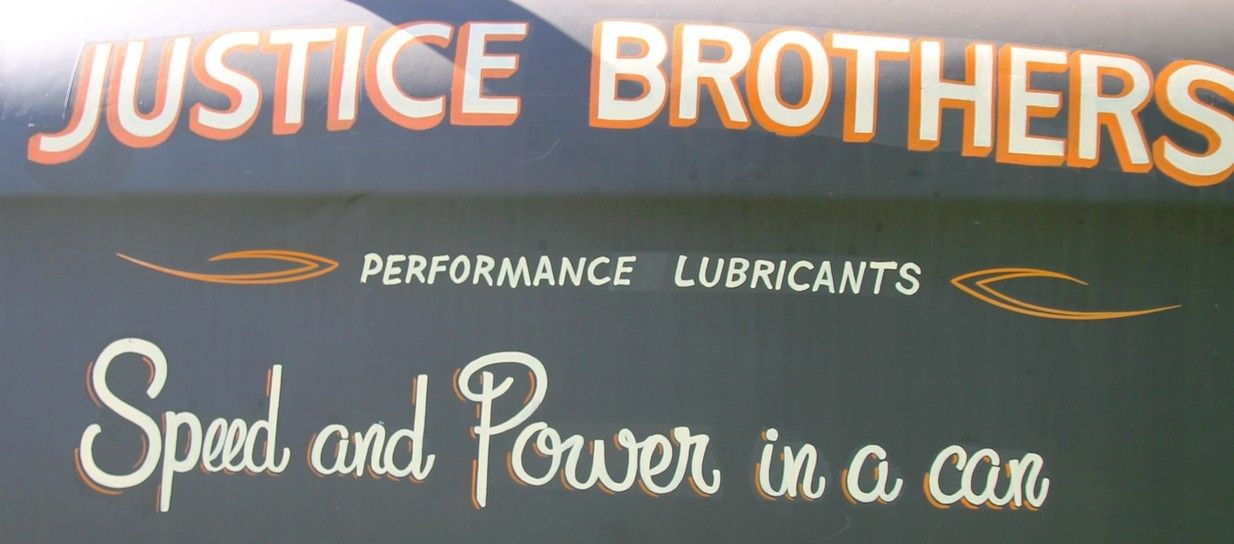 JUSTICE BROTHERS
PERFORMANCE LUBRICANTS
Speed and Power in a can